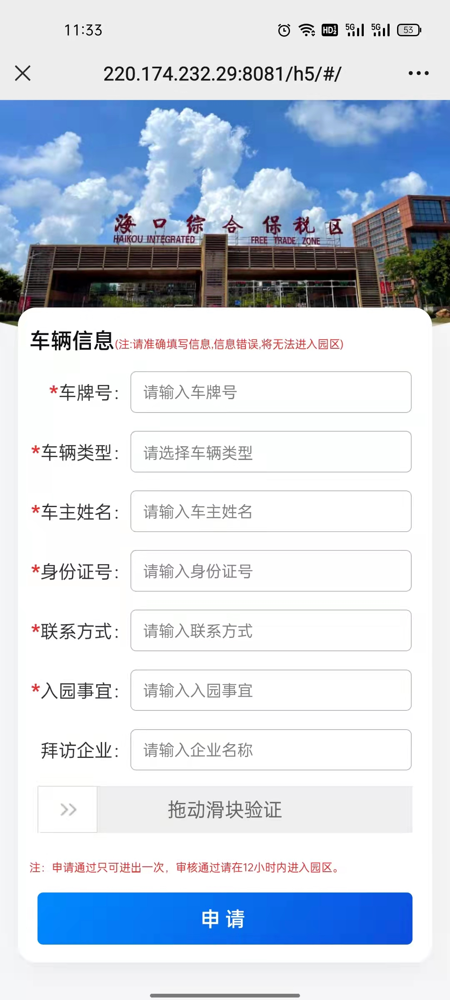 11:33
HD 1 2 5G 5G 53
220.174.232.29:8081/h5/#/
海口综合保税区
HAIKOU INTEGRATED FREE TRADE ZONE
车辆信息(注:请准确填写信息,信息错误,将无法进入园区)
*车牌号: 请输入车牌号
*车辆类型: 请选择车辆类型
*车主姓名: 请输入车主姓名
*身份证号: 请输入身份证号
*联系方式: 请输入联系方式
*入园事宜: 请输入入园事宜
拜访企业: 请输入企业名称
>> 拖动滑块验证
注：申请通过只可进出一次，审核通过请在12小时内进入园区。
申请